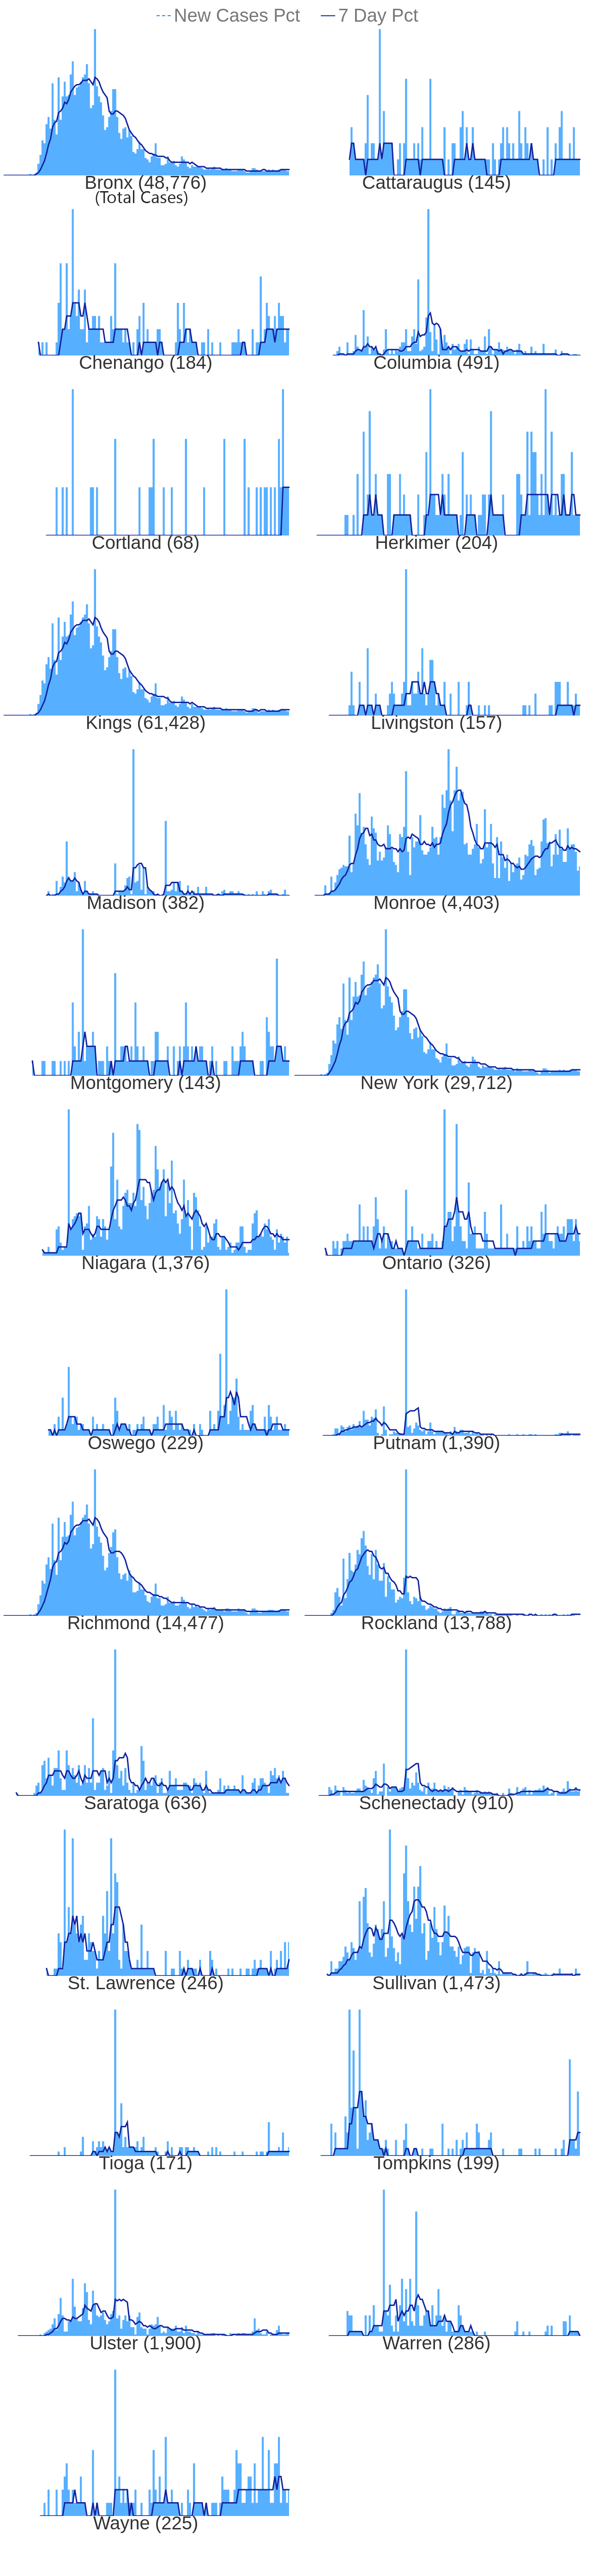 New Cases Pct 7 Day Pct
Bronx (48,776)
(Total Cases)
Cattaraugus (145)
Chenango (184)
Columbia (491)
Cortland (68)
Herkimer (204)
Kings (61,428)
Livingston (157)
Madison (382)
Monroe (4,403)
Montgomery (143)
New York (29,712)
Niagara (1,376)
Ontario (326)
Oswego (229)
Putnam (1,390)
Richmond (14,477)
Rockland (13,788)
Saratoga (636)
Schenectady (910)
St. Lawrence (246)
Sullivan (1,473)
Tioga (171)
Tompkins (199)
Ulster (1,900)
Warren (286)
Wayne (225)